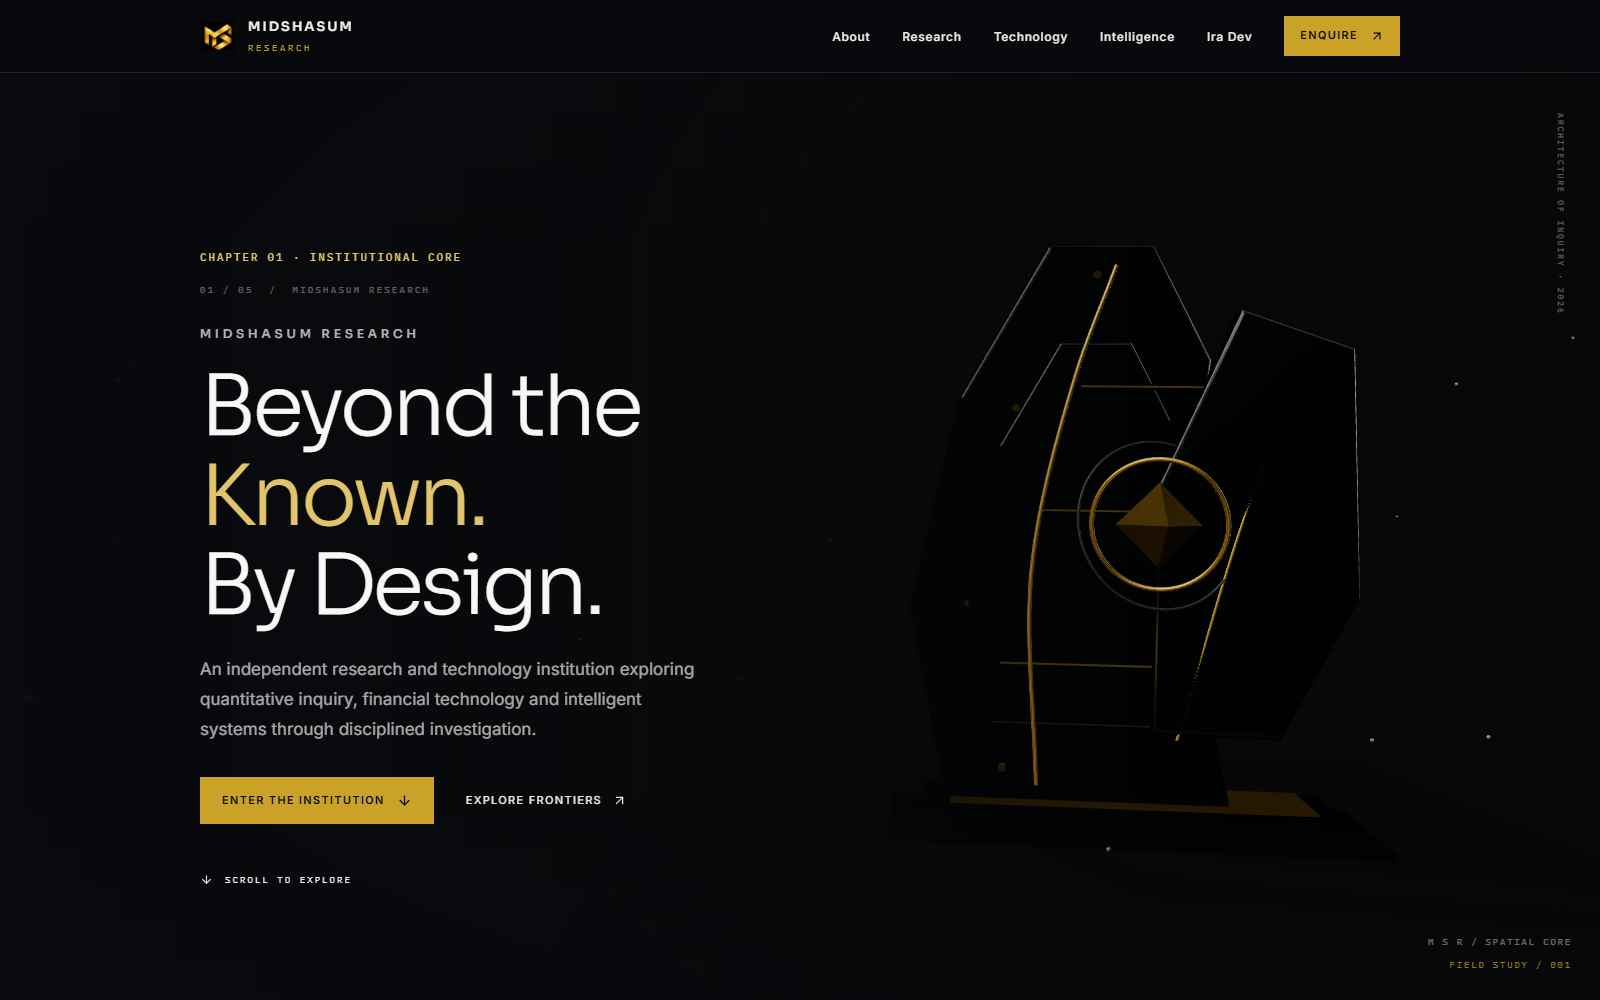 MIDSHASUM
RESEARCH
About
Research
Technology
Intelligence
Ira Dev
ENQUIRE
ARCHITECTURE OF INQUIRY · 2026
CHAPTER 01 · INSTITUTIONAL CORE
01 / 05 / MIDSHASUM RESEARCH
MIDSHASUM RESEARCH
Beyond the
Known.
By Design.
An independent research and technology institution exploring
quantitative inquiry, financial technology and intelligent
systems through disciplined investigation.
ENTER THE INSTITUTION
EXPLORE FRONTIERS
SCROLL TO EXPLORE
M S R / SPATIAL CORE
FIELD STUDY / 001